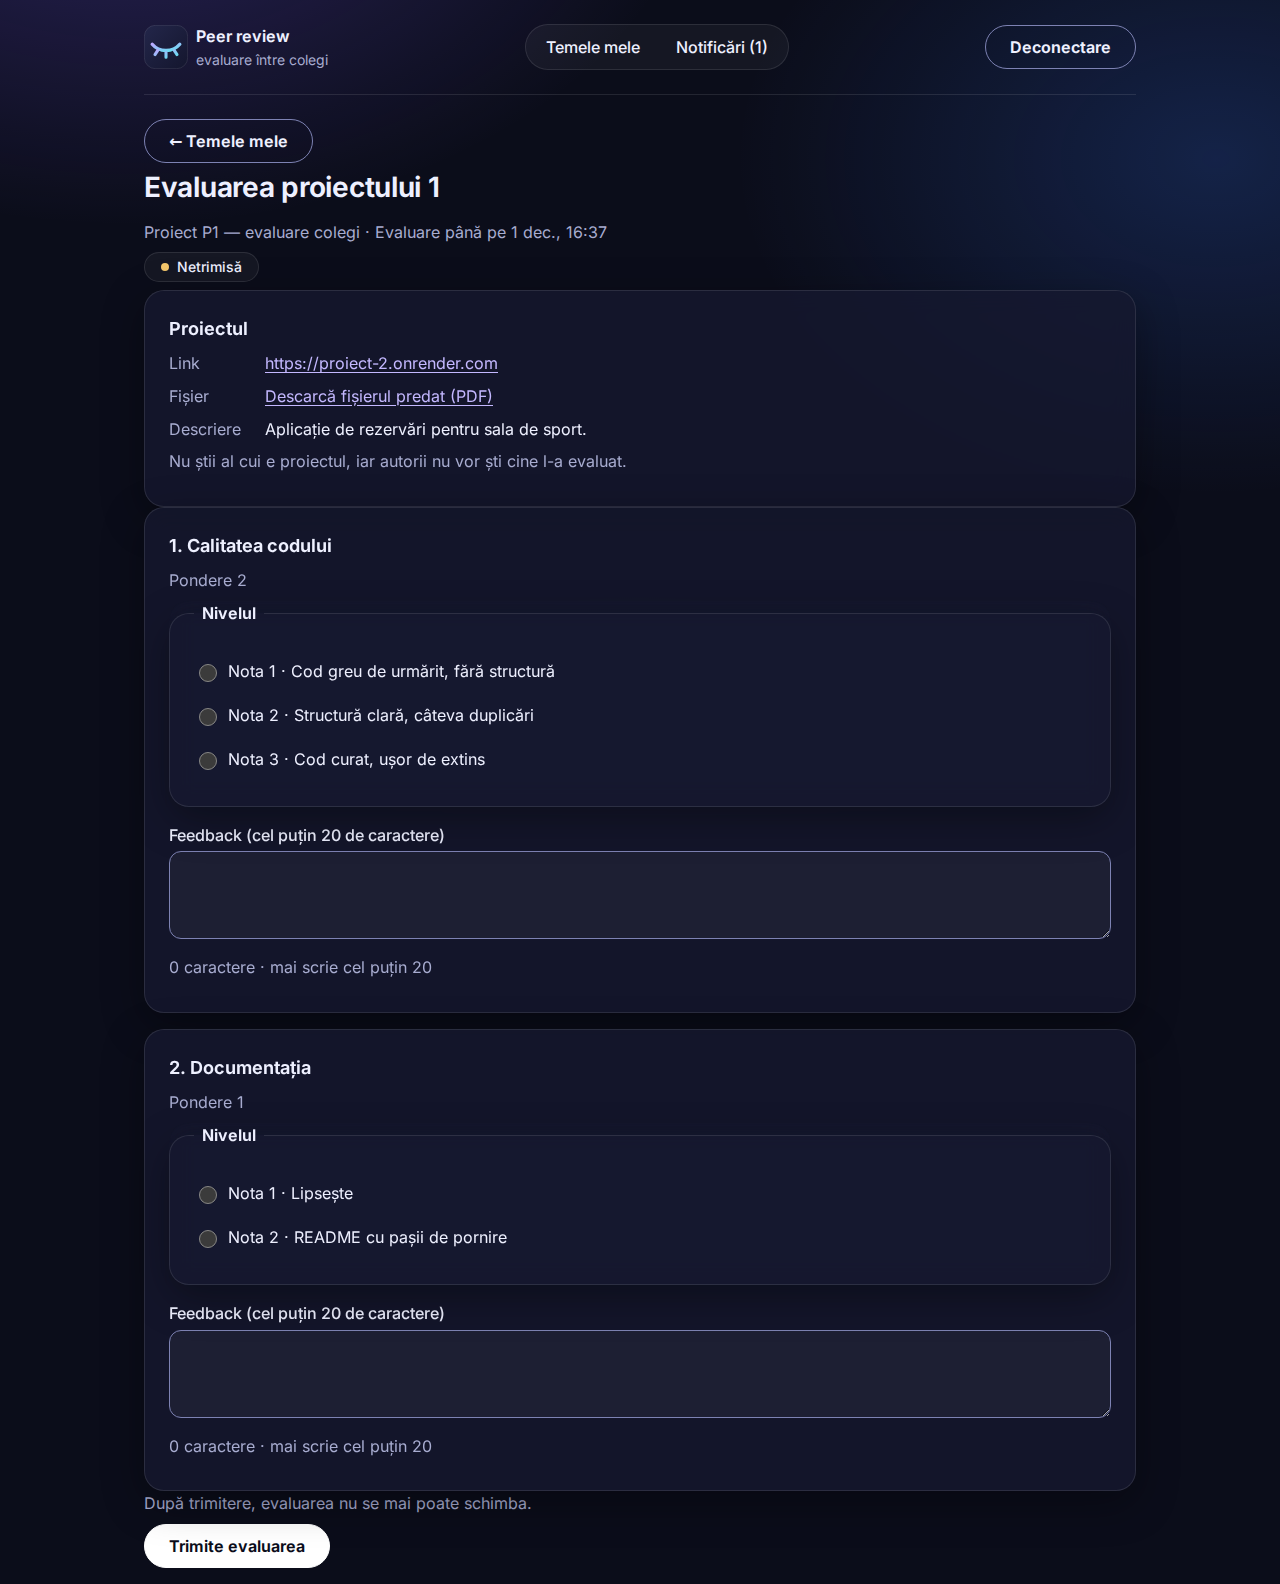 Peer review
evaluare între colegi
Temele mele
Notificări (1)
Deconectare
← Temele mele
Evaluarea proiectului 1
Proiect P1 — evaluare colegi · Evaluare până pe 1 dec., 16:37
Netrimisă
Proiectul
Link https://proiect-2.onrender.com
Fișier Descarcă fișierul predat (PDF)
Descriere Aplicație de rezervări pentru sala de sport.
Nu știi al cui e proiectul, iar autorii nu vor ști cine l-a evaluat.
1. Calitatea codului
Pondere 2
Nivelul
Nota 1 · Cod greu de urmărit, fără structură
Nota 2 · Structură clară, câteva duplicări
Nota 3 · Cod curat, ușor de extins
Feedback (cel puțin 20 de caractere)
0 caractere · mai scrie cel puțin 20
2. Documentația
Pondere 1
Nivelul
Nota 1 · Lipsește
Nota 2 · README cu pașii de pornire
Feedback (cel puțin 20 de caractere)
0 caractere · mai scrie cel puțin 20
După trimitere, evaluarea nu se mai poate schimba.
Trimite evaluarea